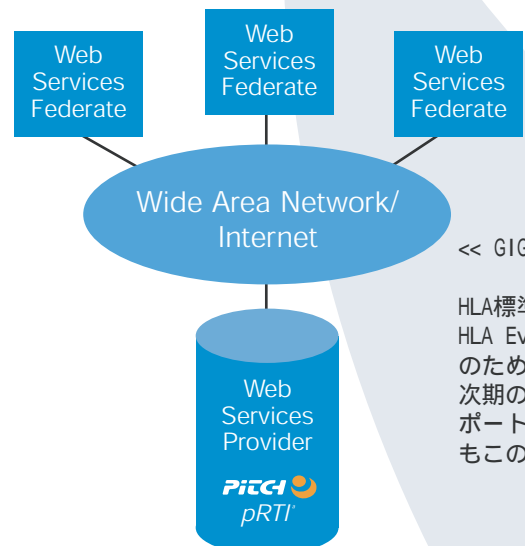 Web
Services
Federate
Web
Services
Federate
Web
Services
Federate
Wide Area Network/
Internet
Web
Services
Provider
PITCH
pRTI
<< GIG
HLA標準
HLA Ev
のため
次期の
ポート
もこの